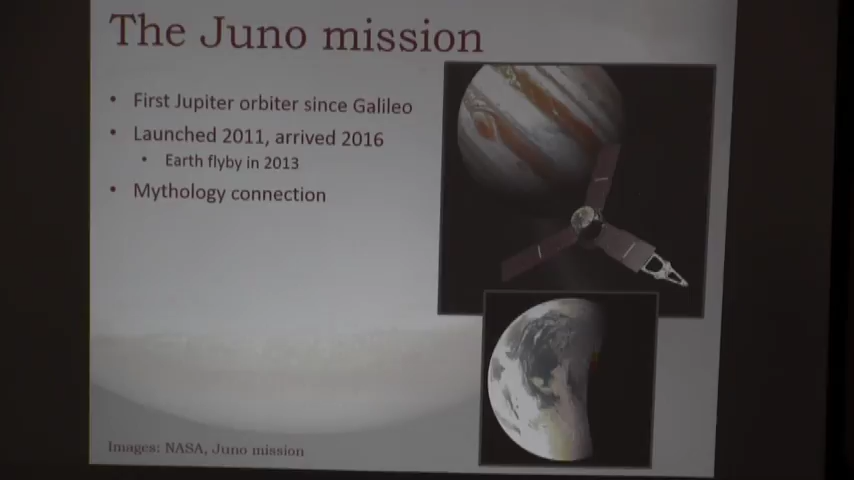 The Juno mission
• First Jupiter orbiter since Galileo
• Launched 2011, arrived 2016
• Earth flyby in 2013
• Mythology connection
Images: NASA, Juno mission